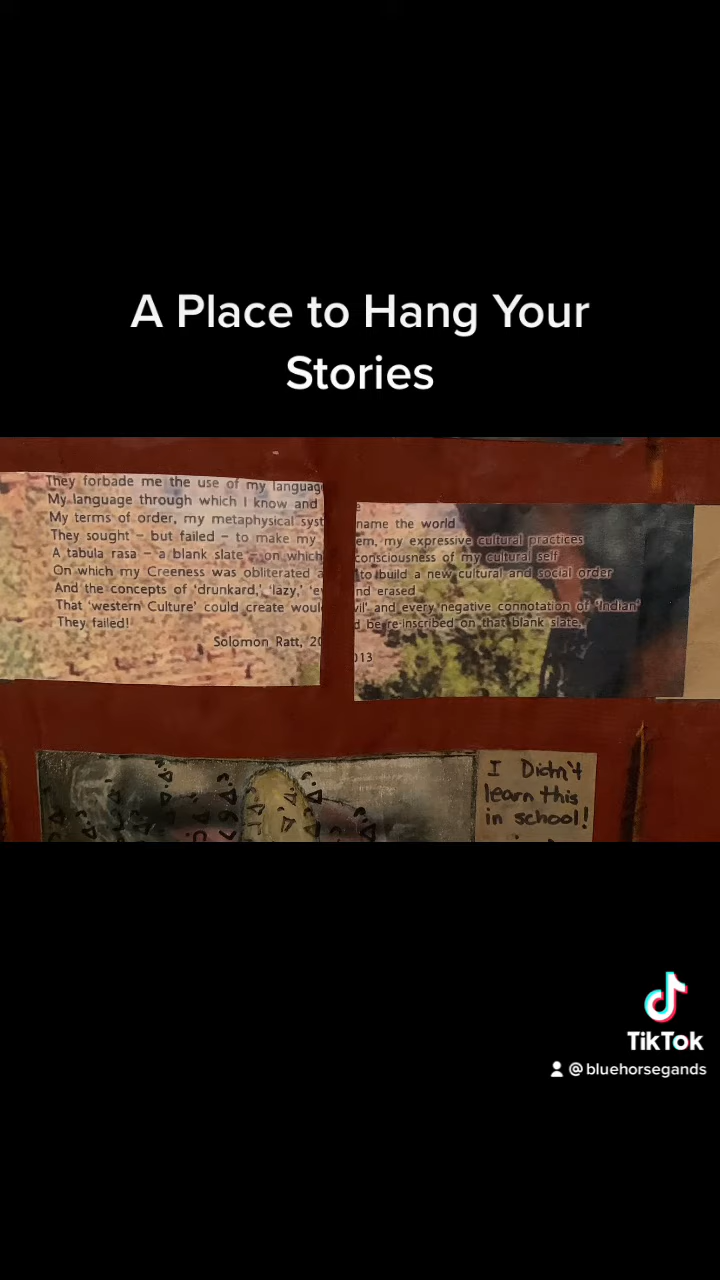 A Place to Hang Your
Stories
They forbade me the use of my languag
My language through which I know and
My terms of order, my metaphysical syst
They sought – but failed – to make my
A tabula rasa – a blank slate – on which
On which my Creeness was obliterated a
And the concepts of 'drunkard,' 'lazy,' 'e
That 'western Culture' could create woul
They failed!
Solomon Ratt, 20
e
name the world
em, my expressive cultural practices
consciousness of my cultural self
to build a new cultural and social order
nd erased
vil' and every negative connotation of 'Indian'
d be re-inscribed on that blank slate.
013
I Didn't
learn this
in school!
TikTok
@bluehorsegands